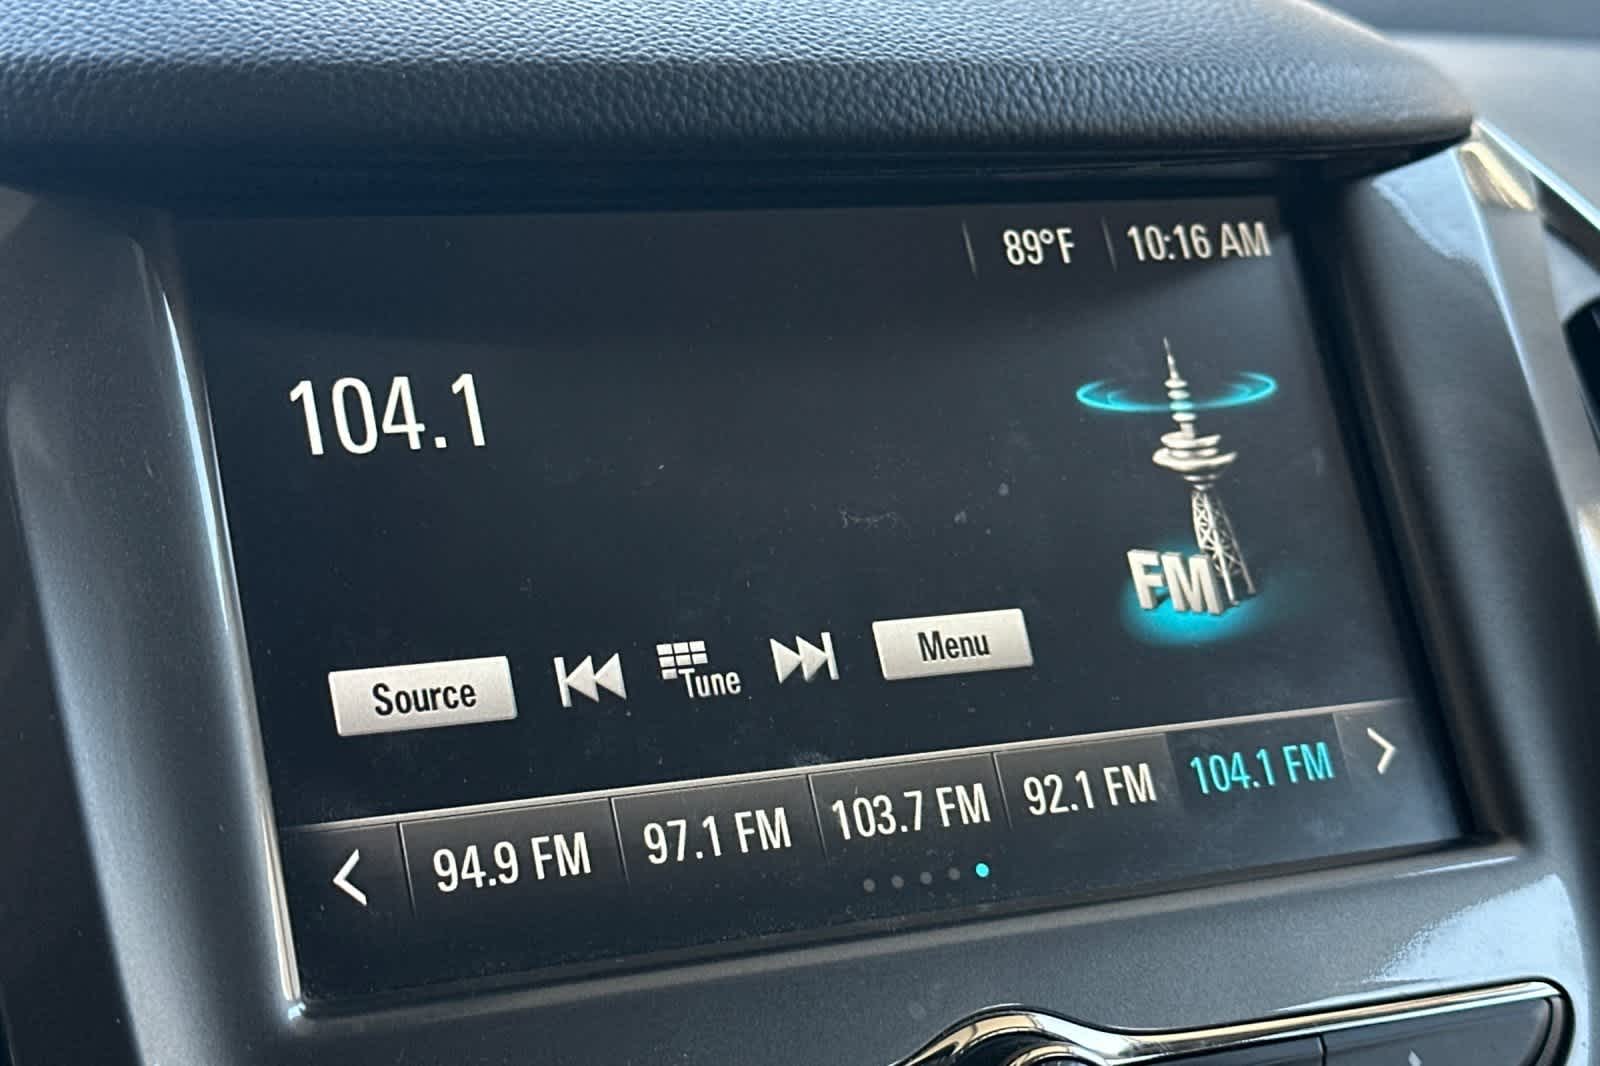 89°F 10:16 AM
104.1
FM
Source Tune Menu
94.9 FM 97.1 FM 103.7 FM 92.1 FM 104.1 FM